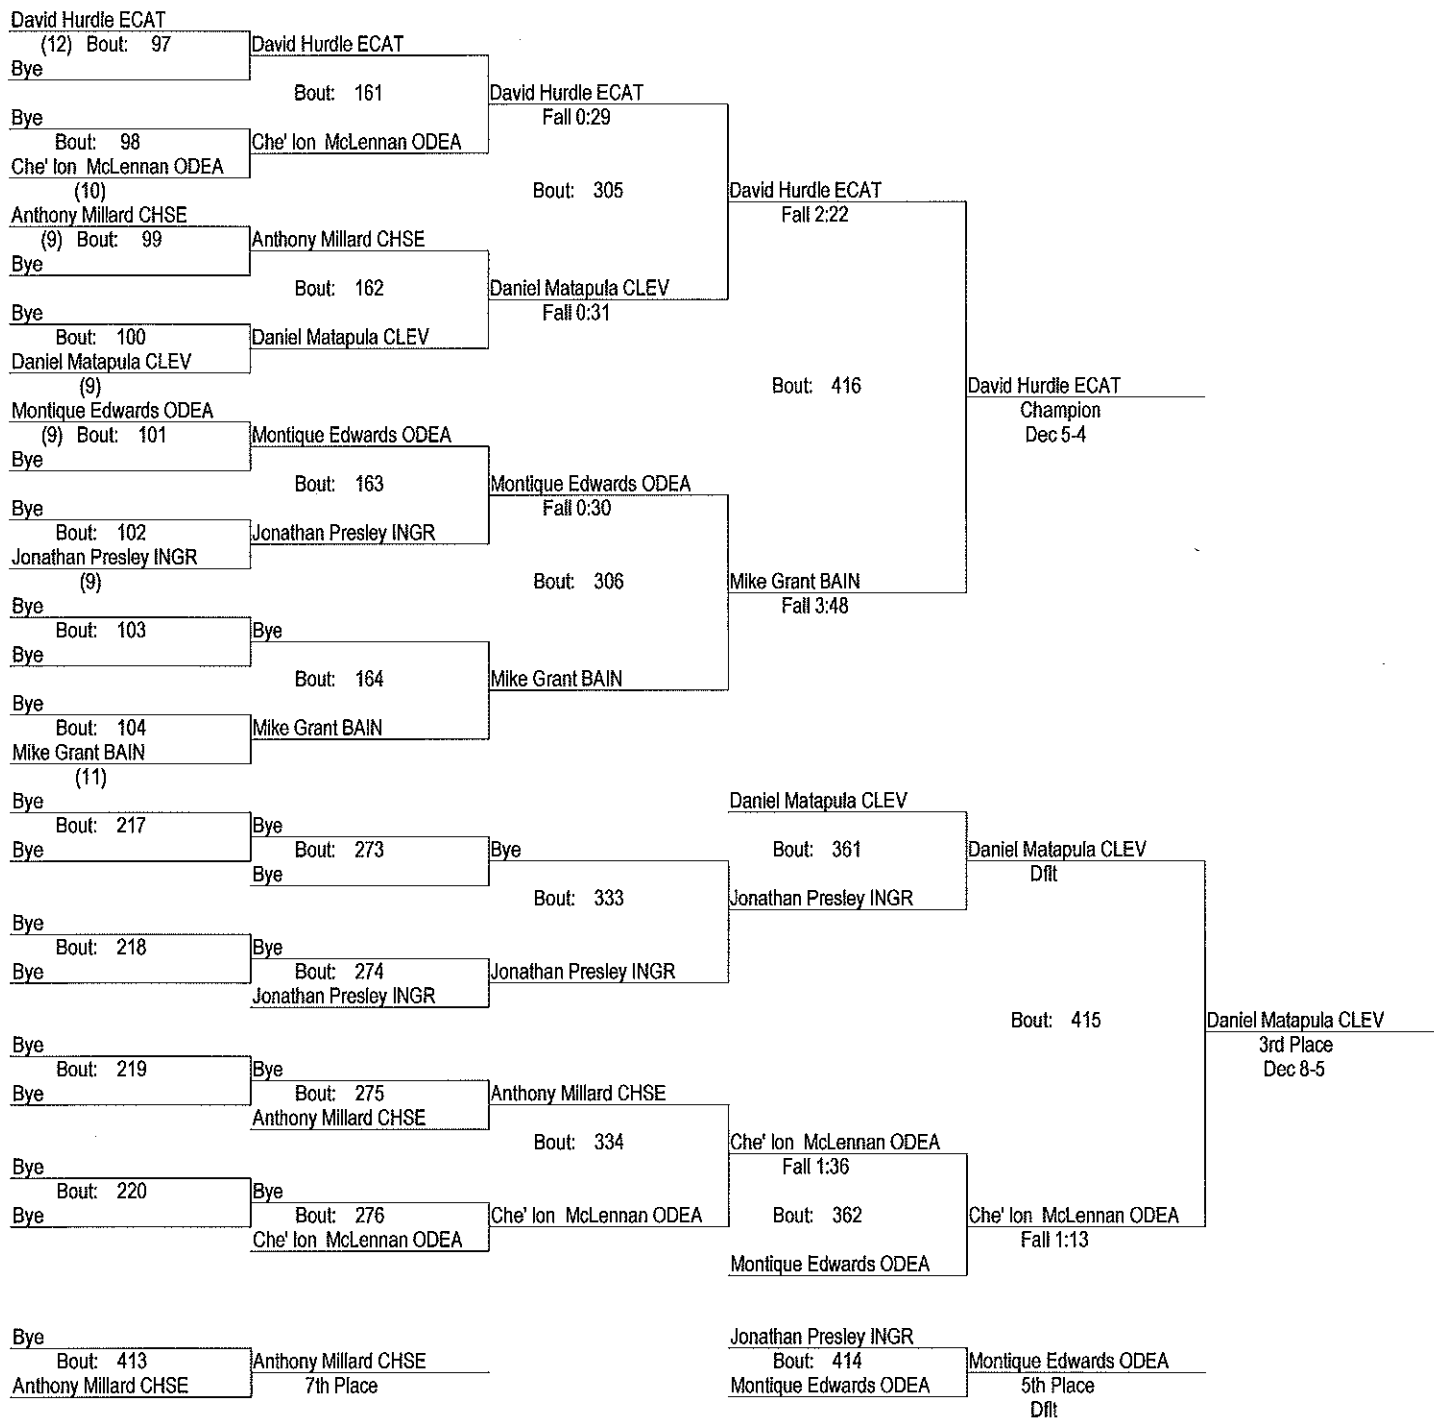 David Hurdle ECAT
(12) Bout: 97
Bye
David Hurdle ECAT
Bout: 161
Bye
Bout: 98
Che' lon McLennan ODEA
(10)
Che' lon McLennan ODEA
David Hurdle ECAT
Fall 0:29
Bout: 305
Anthony Millard CHSE
(9) Bout: 99
Bye
Anthony Millard CHSE
Bout: 162
Bye
Bout: 100
Daniel Matapula CLEV
(9)
Daniel Matapula CLEV
Daniel Matapula CLEV
Fall 0:31
David Hurdle ECAT
Fall 2:22
Bout: 416
David Hurdle ECAT
Champion
Dec 5-4
Montique Edwards ODEA
(9) Bout: 101
Bye
Montique Edwards ODEA
Bout: 163
Bye
Bout: 102
Jonathan Presley INGR
(9)
Jonathan Presley INGR
Montique Edwards ODEA
Fall 0:30
Bout: 306
Bye
Bout: 103
Bye
Bye
Bout: 164
Bye
Bout: 104
Mike Grant BAIN
(11)
Mike Grant BAIN
Mike Grant BAIN
Mike Grant BAIN
Fall 3:48
Bye
Bout: 217
Bye
Bye
Bout: 273
Bye
Bye
Bout: 333
Bye
Bout: 218
Bye
Bye
Bout: 274
Jonathan Presley INGR
Jonathan Presley INGR
Daniel Matapula CLEV
Bout: 361
Jonathan Presley INGR
Daniel Matapula CLEV
Dflt
Bout: 415
Daniel Matapula CLEV
3rd Place
Dec 8-5
Bye
Bout: 219
Bye
Bye
Bout: 275
Anthony Millard CHSE
Anthony Millard CHSE
Bout: 334
Bye
Bout: 220
Bye
Bye
Bout: 276
Che' lon McLennan ODEA
Che' lon McLennan ODEA
Che' lon McLennan ODEA
Fall 1:36
Bout: 362
Montique Edwards ODEA
Che' lon McLennan ODEA
Fall 1:13
Bye
Bout: 413
Anthony Millard CHSE
Anthony Millard CHSE
7th Place
Jonathan Presley INGR
Bout: 414
Montique Edwards ODEA
Montique Edwards ODEA
5th Place
Dflt